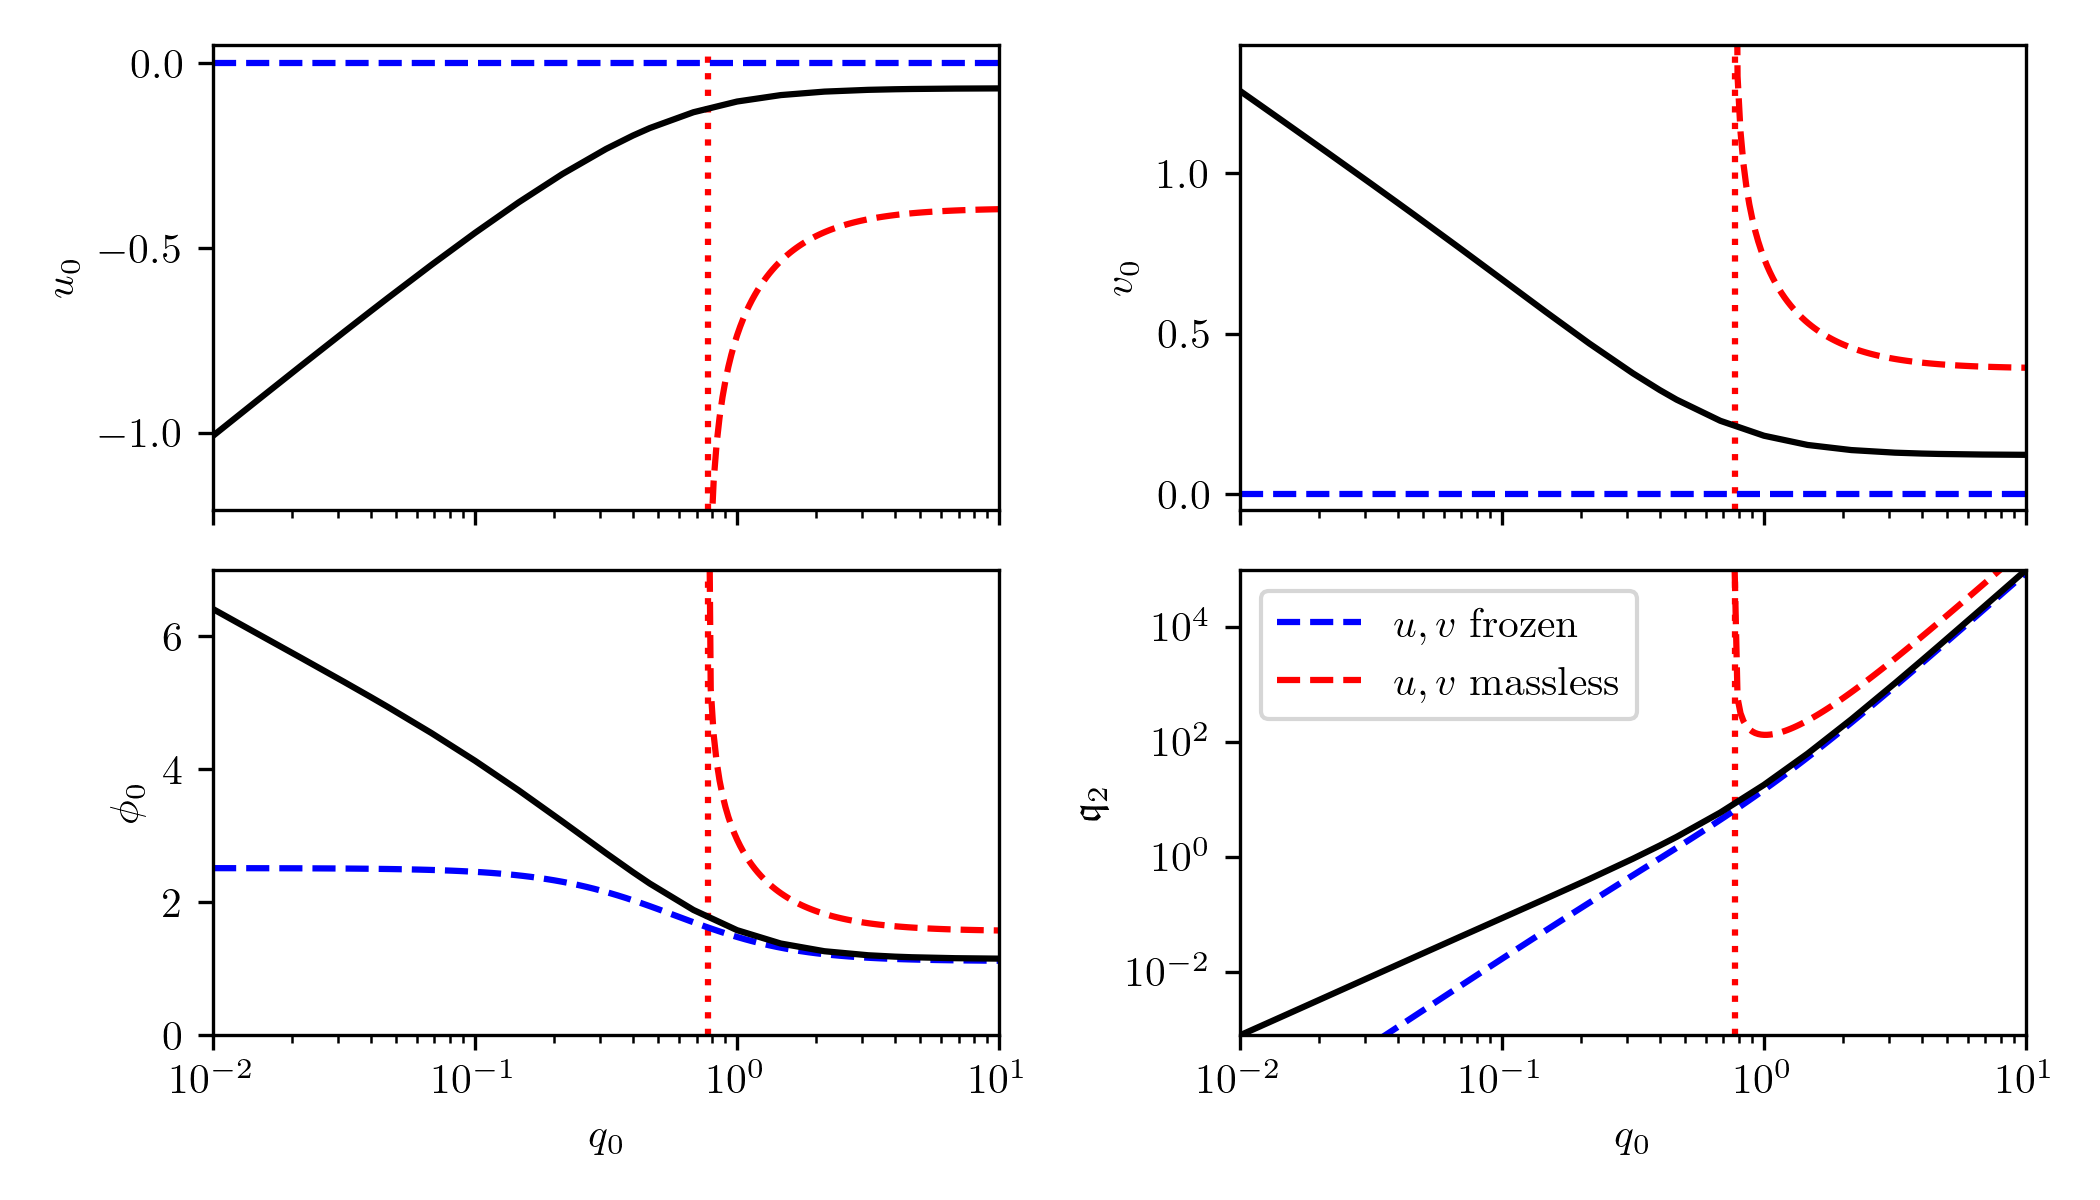 0.0
−0.5
−1.0
u₀
1.0
0.5
0.0
v₀
6
4
2
0
ϕ₀
10⁻² 10⁻¹ 10⁰ 10¹
q₀
u, v frozen
u, v massless
10⁴
10²
10⁰
10⁻²
𝔮₂
10⁻² 10⁻¹ 10⁰ 10¹
q₀